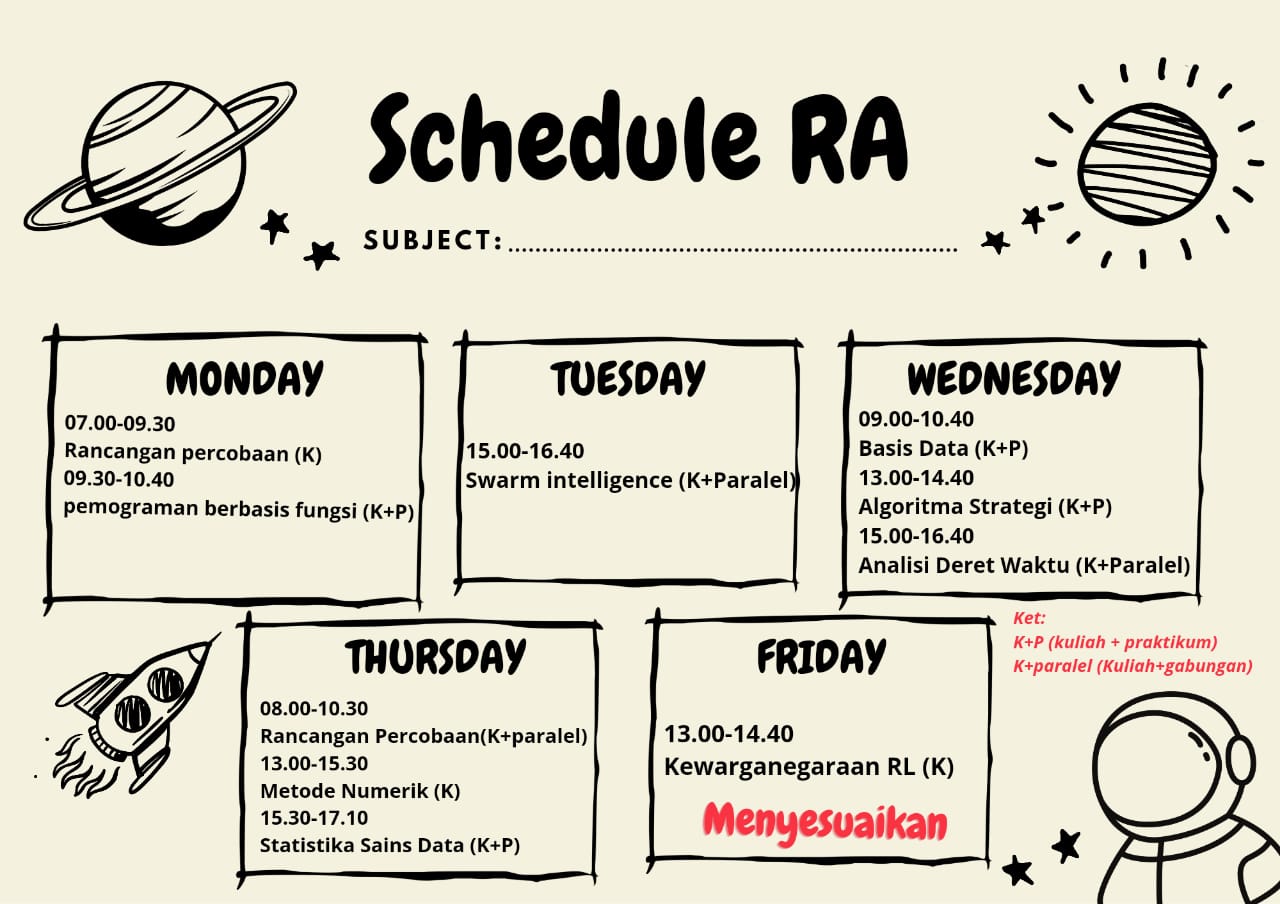 Schedule RA
SUBJECT:..........................................................................
MONDAY
07.00-09.30
Rancangan percobaan (K)
09.30-10.40
pemograman berbasis fungsi (K+P)
TUESDAY
15.00-16.40
Swarm intelligence (K+Paralel)
WEDNESDAY
09.00-10.40
Basis Data (K+P)
13.00-14.40
Algoritma Strategi (K+P)
15.00-16.40
Analisi Deret Waktu (K+Paralel)
Ket:
K+P (kuliah + praktikum)
K+paralel (Kuliah+gabungan)
THURSDAY
08.00-10.30
Rancangan Percobaan(K+paralel)
13.00-15.30
Metode Numerik (K)
15.30-17.10
Statistika Sains Data (K+P)
FRIDAY
13.00-14.40
Kewarganegaraan RL (K)
Menyesuaikan